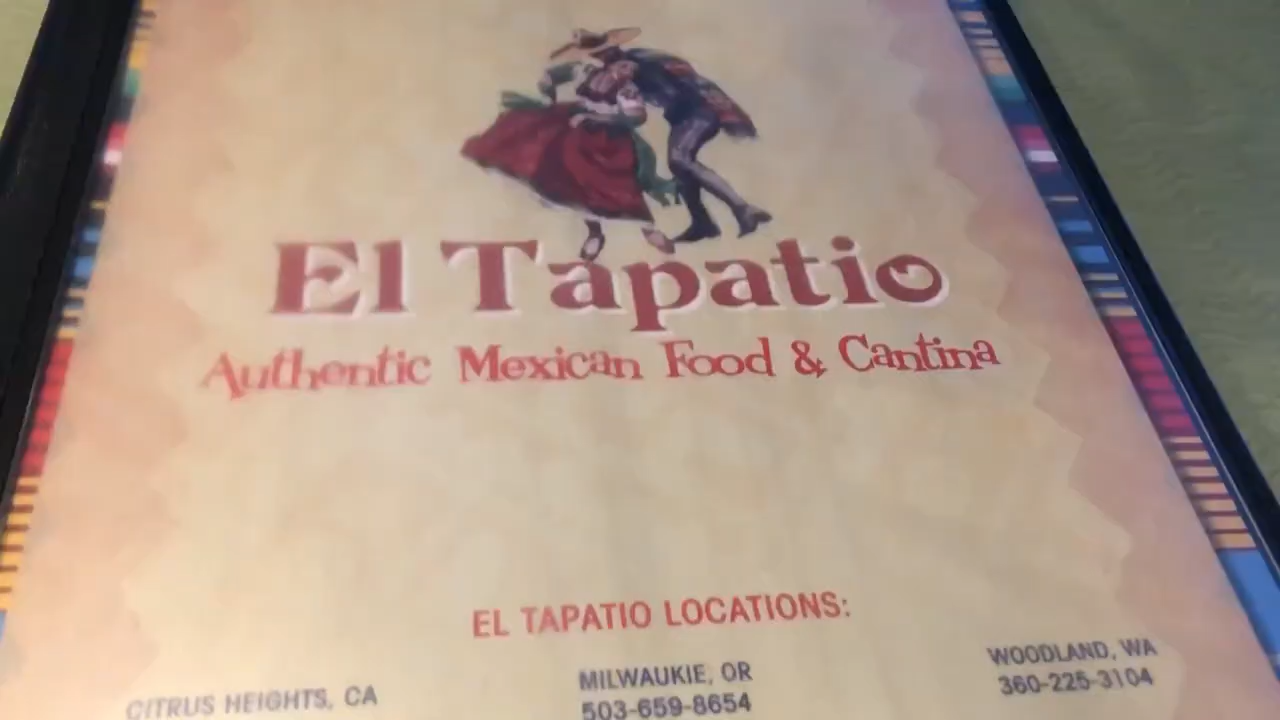 El Tapatio
Authentic Mexican Food & Cantina
EL TAPATIO LOCATIONS:
CITRUS HEIGHTS, CA
MILWAUKIE, OR
503-659-8654
WOODLAND, WA
360-225-3104